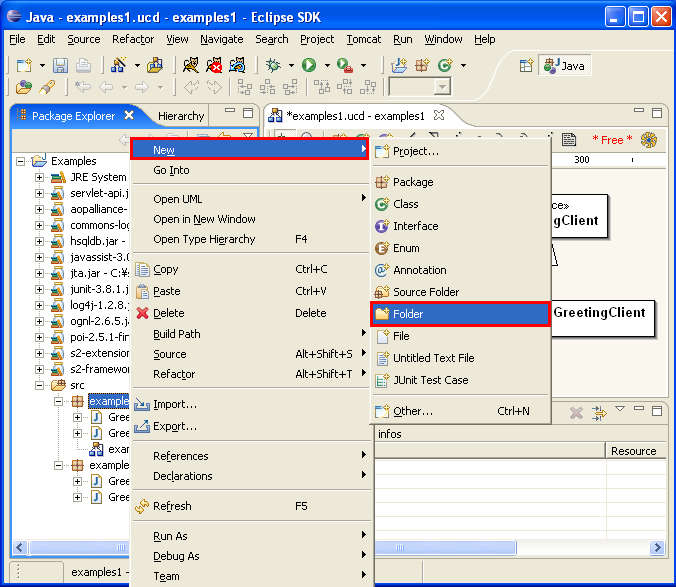 Java - examples1.ucd - examples1 - Eclipse SDK
File Edit Source Refactor View Navigate Search Project Tomcat Run Window Help
Java
Package Explorer
Hierarchy
*examples1.ucd - examples1
* Free *
300
Examples
JRE System
servlet-api.j
aopalliance-
commons-log
hsqldb.jar -
javassist-3.0
jta.jar - C:¥
junit-3.8.1.j
log4j-1.2.8.
ognl-2.6.5.j
poi-2.5.1-fin
s2-extension
s2-framewo
src
example
Gree
Gree
exam
example
Gree
Gree
New
Go Into
Open UML
Open in New Window
Open Type Hierarchy F4
Copy Ctrl+C
Paste Ctrl+V
Delete Delete
Build Path
Source Alt+Shift+S
Refactor Alt+Shift+T
Import...
Export...
References
Declarations
Refresh F5
Run As
Debug As
Team
Project...
Package
Class
Interface
Enum
Annotation
Source Folder
Folder
File
Untitled Text File
JUnit Test Case
Other... Ctrl+N
ce»
gClient
GreetingClient
infos
Resource
examples1 -